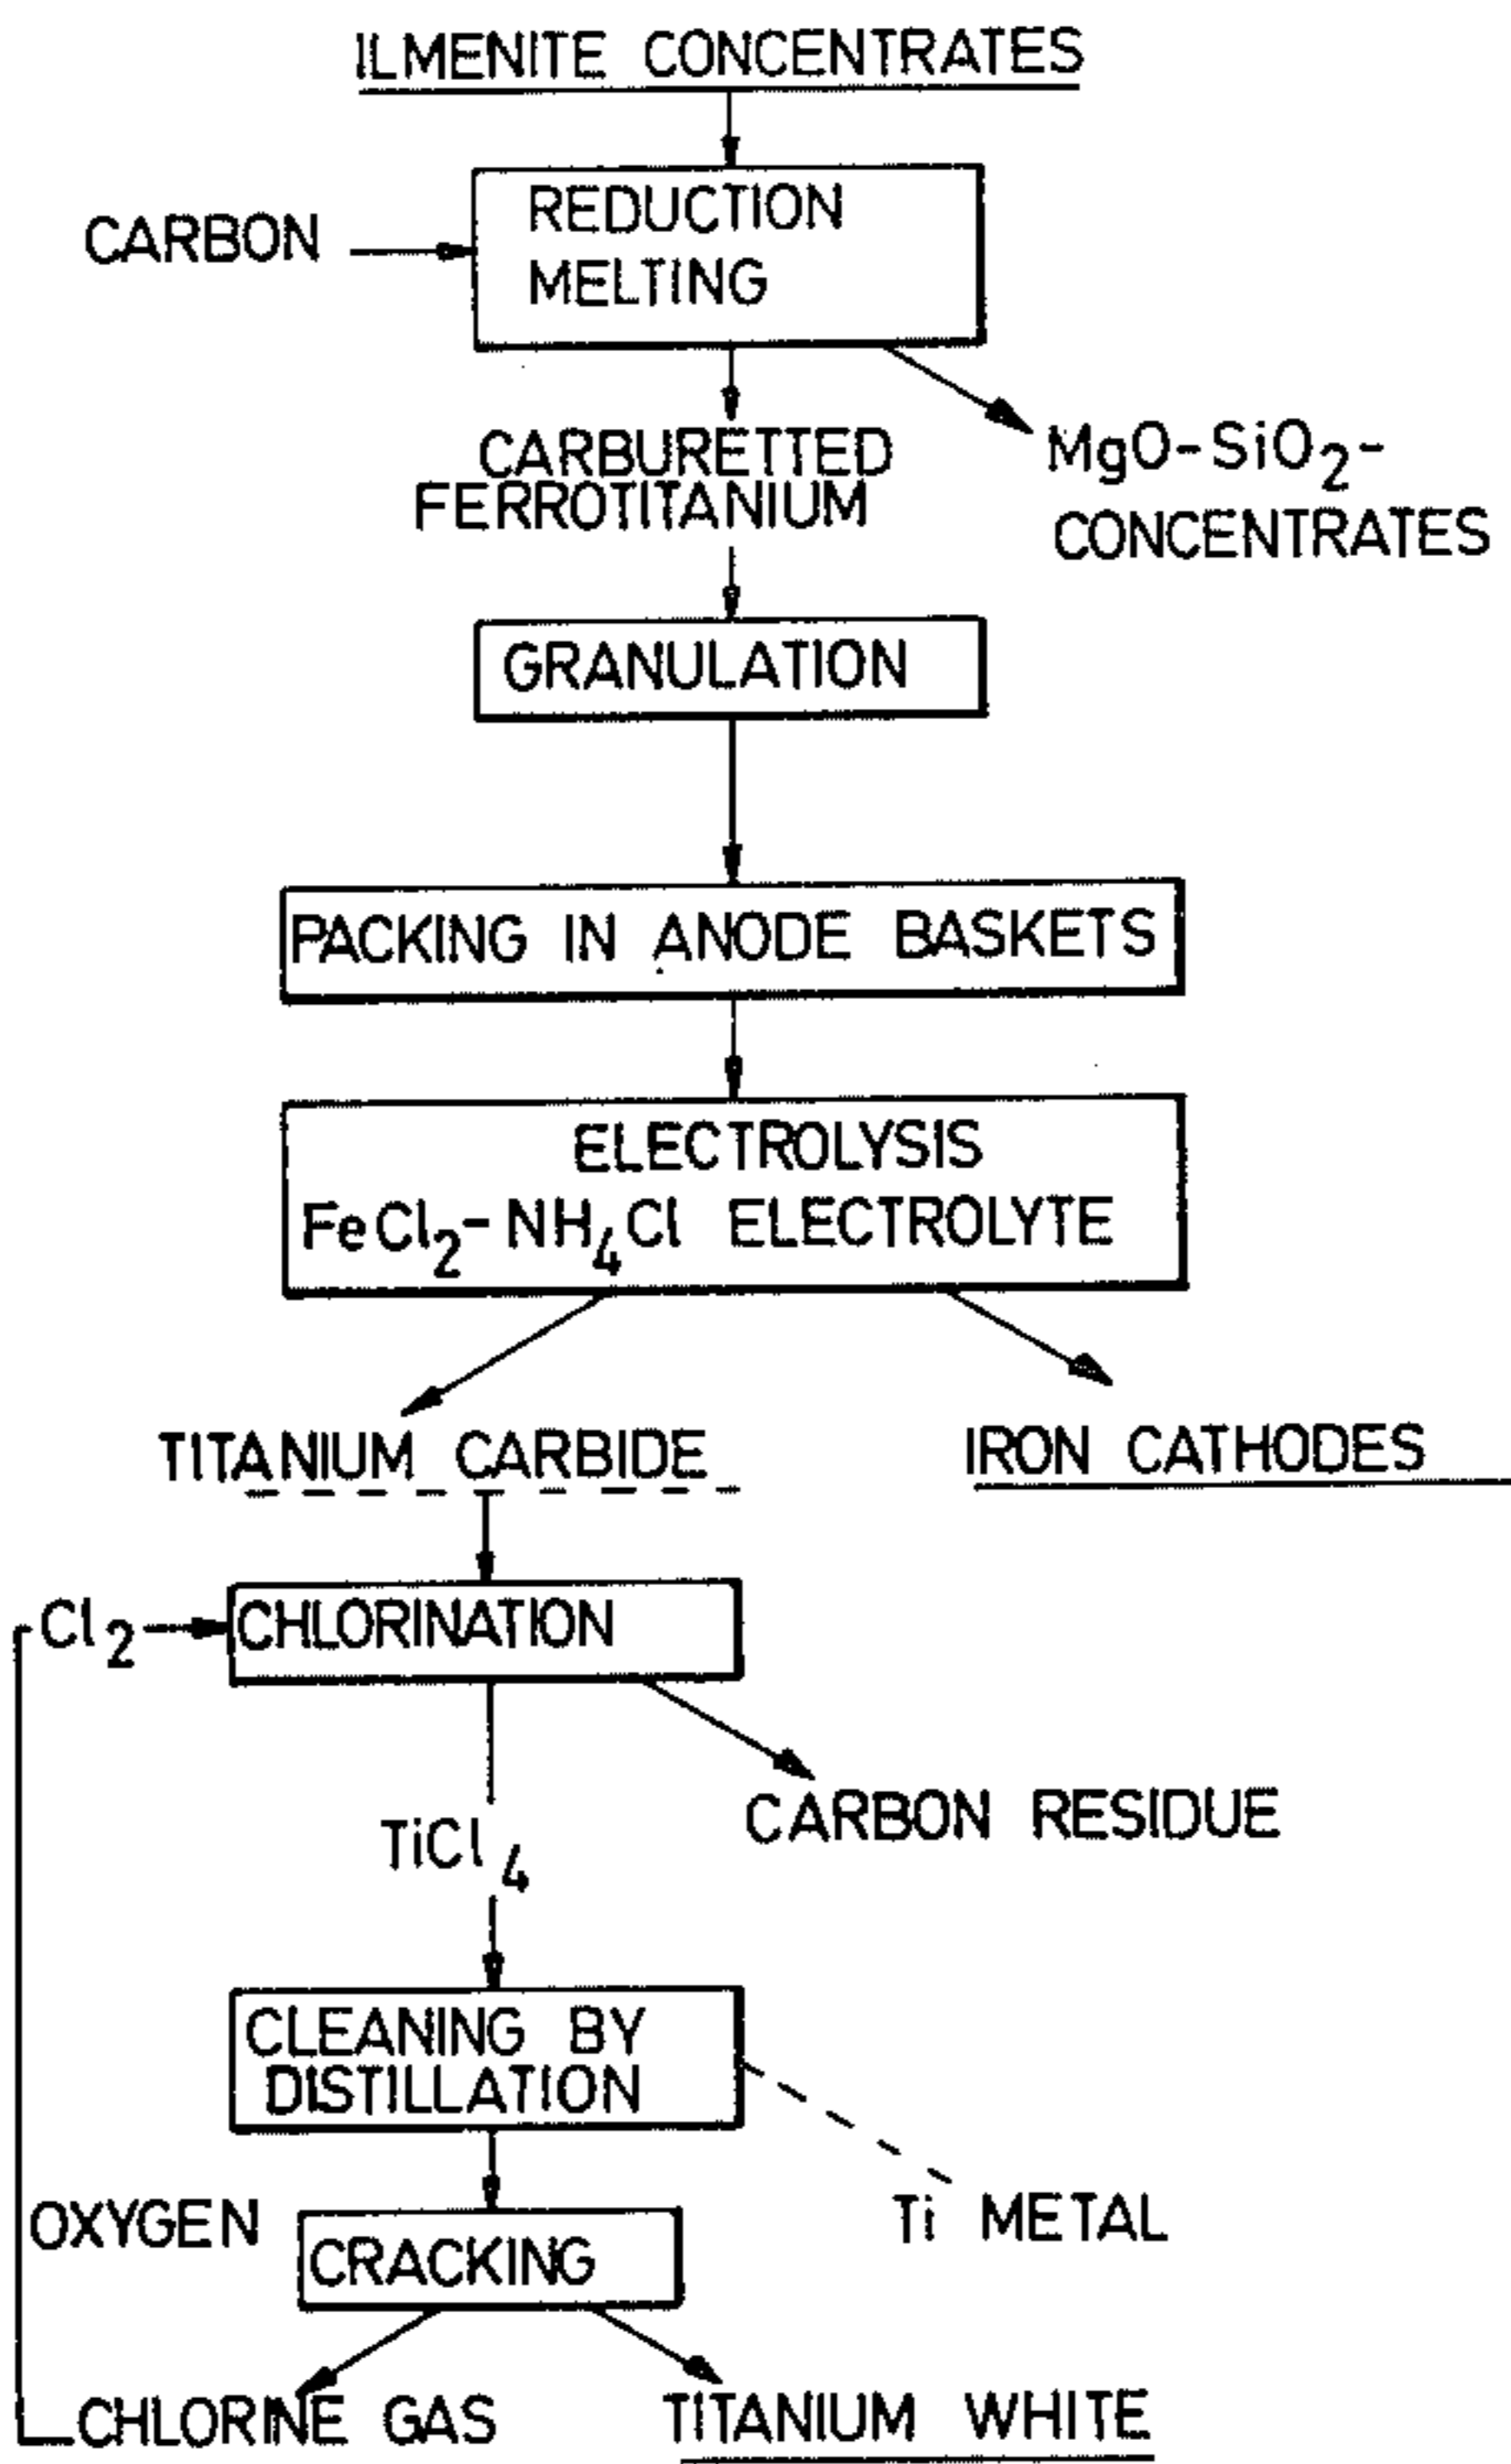 ILMENITE CONCENTRATES
CARBON
REDUCTION
MELTING
CARBURETTED
FERROTITANIUM
MgO-SiO₂-
CONCENTRATES
GRANULATION
PACKING IN ANODE BASKETS
ELECTROLYSIS
FeCl₂-NH₄Cl ELECTROLYTE
TITANIUM CARBIDE
IRON CATHODES
Cl₂
CHLORINATION
CARBON RESIDUE
TiCl₄
CLEANING BY
DISTILLATION
Ti METAL
OXYGEN
CRACKING
CHLORINE GAS
TITANIUM WHITE